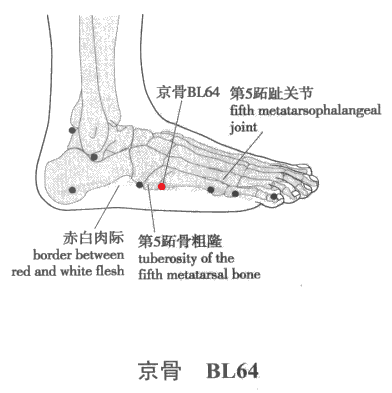 京骨BL64
第5跖趾关节
fifth metatarsophalangeal
joint
赤白肉际
border between
red and white flesh
第5跖骨粗隆
tuberosity of the
fifth metatarsal bone
京骨 BL64